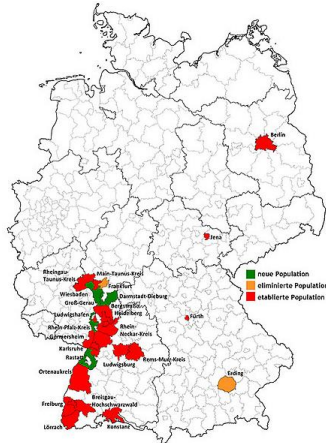 Berlin
Jena
neue Population
eliminierte Population
etablierte Population
Rheingau-
Taunus-Kreis
Main-Taunus-Kreis
Frankfurt
Wiesbaden
Groß-Gerau
Darmstadt-Dieburg
Bergstraße
Heidelberg
Ludwigshafen
Rhein-Pfalz-Kreis
Rhein-
Neckar-Kreis
Germersheim
Fürth
Karlsruhe
Rastatt
Rems-Murr-Kreis
Ludwigsburg
Ortenaukreis
Erding
Breisgau-
Hochschwarzwald
Freiburg
Lörrach
Konstanz